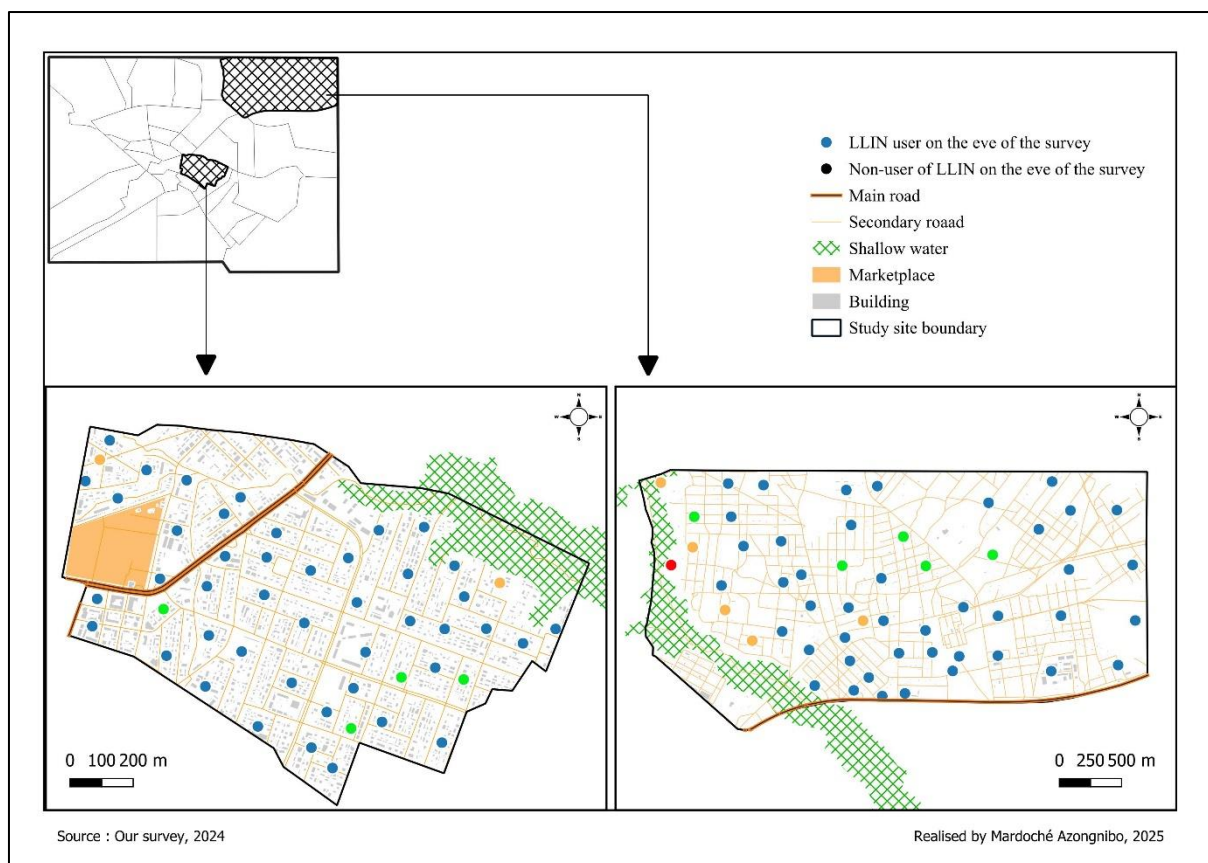 LLIN user on the eve of the survey
Non-user of LLIN on the eve of the survey
Main road
Secondary roaad
Shallow water
Marketplace
Building
Study site boundary
N
W E
S
N
W E
S
0 100 200 m
0 250 500 m
Source : Our survey, 2024
Realised by Mardoché Azongnibo, 2025